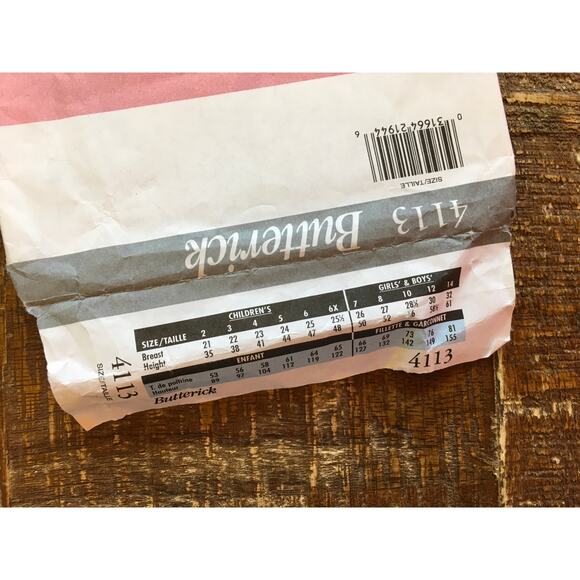 0 31664 21944 6
SIZE/TAILLE
4113 Butterick
CHILDREN'S GIRLS' & BOYS'
SIZE/TAILLE 2 3 4 5 6 6X 7 8 10 12 14
Breast 21 22 23 24 25 25½ 26 27 28½ 30 32
Height 35 38 41 44 47 48 50 52 58½ 61
ENFANT FILLETTE & GARÇONNET
T. de poitrine 53 56 58 61 64 65 66 69 73 76 81
Hauteur 89 97 104 112 119 122 127 132 142 149 155
Butterick 4113
SIZE/TAILLE
4113